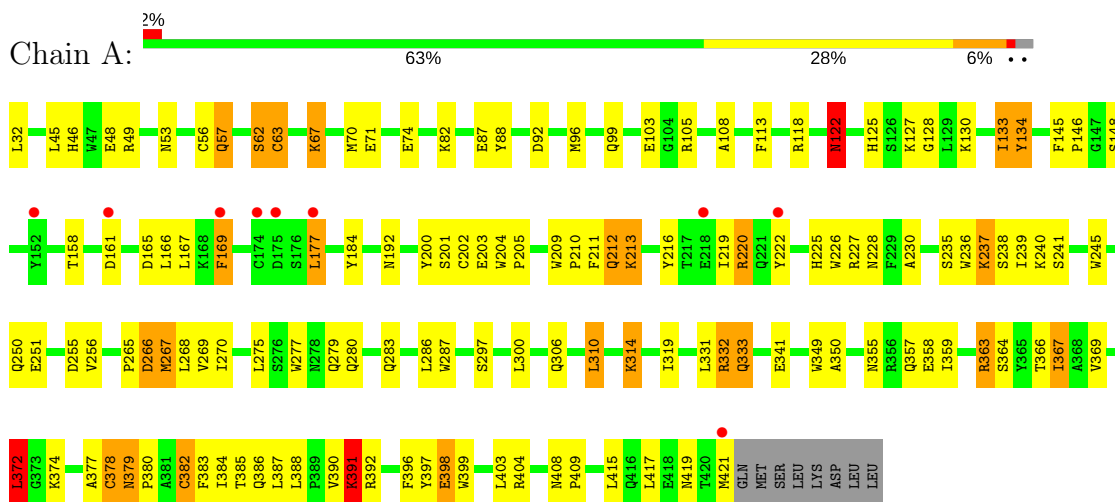 2%
Chain A:
63% 28% 6% • •
L32 L45 H46 W47 E48 R49 N53 C56 Q57 S62 C63 K67 M70 E71 E74 K82 E87 Y88 D92 M96 Q99 E103 G104 R105 A108 F113 R118 N122 H125 S126 K127 G128 L129 K130 I133 Y134 F145 P146 G147 S148
Y152 T158 D161 D165 L166 L167 K168 F169 C174 D175 S176 L177 Y184 N192 Y200 S201 C202 E203 W204 P205 W209 P210 F211 Q212 K213 Y216 T217 E218 I219 R220 Q221 Y222 H225 W226 R227 N228 F229 A230 S235 W236 K237 S238 I239 K240 S241 W245
Q250 E251 D255 V256 P265 D266 M267 L268 V269 I270 L275 S276 W277 N278 Q279 Q280 Q283 L286 W287 S297 L300 Q306 L310 K314 I319 L331 R332 Q333 E341 W349 A350 N355 R356 Q357 E358 I359 R363 S364 Y365 T366 I367 A368 V369
L372 G373 K374 A377 G378 N379 P380 A381 C382 F383 I384 T385 Q386 L387 L388 P389 V390 K391 R392 F396 Y397 E398 W399 L403 R404 N408 P409 L415 Q416 L417 E418 N419 T420 M421 GLN MET SER LEU LYS ASP LEU LEU